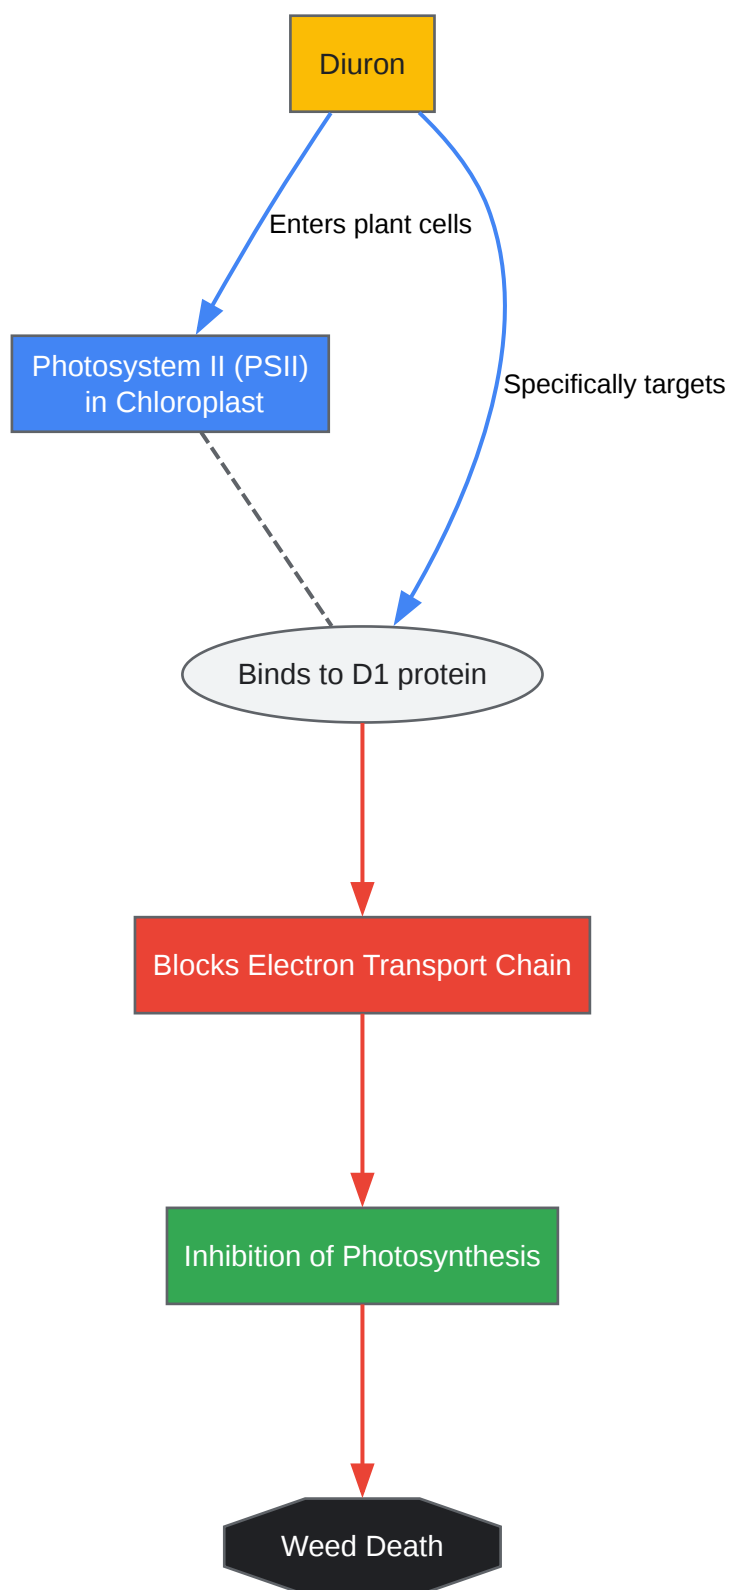 Diuron
Enters plant cells
Photosystem II (PSII)
in Chloroplast
Specifically targets
Binds to D1 protein
Blocks Electron Transport Chain
Inhibition of Photosynthesis
Weed Death